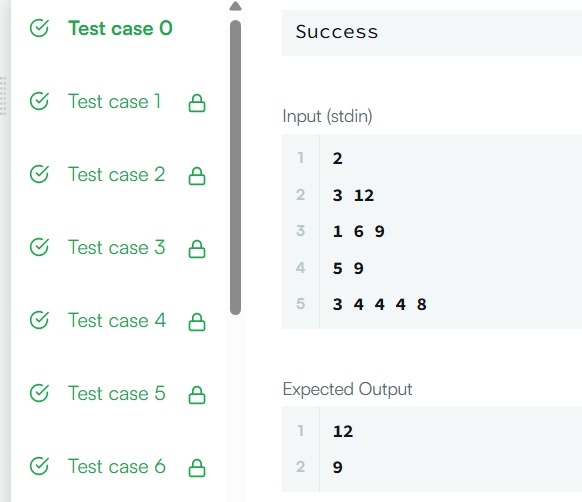 Test case 0
Test case 1
Test case 2
Test case 3
Test case 4
Test case 5
Test case 6
Success
Input (stdin)
1 2
2 3 12
3 1 6 9
4 5 9
5 3 4 4 4 8
Expected Output
1 12
2 9